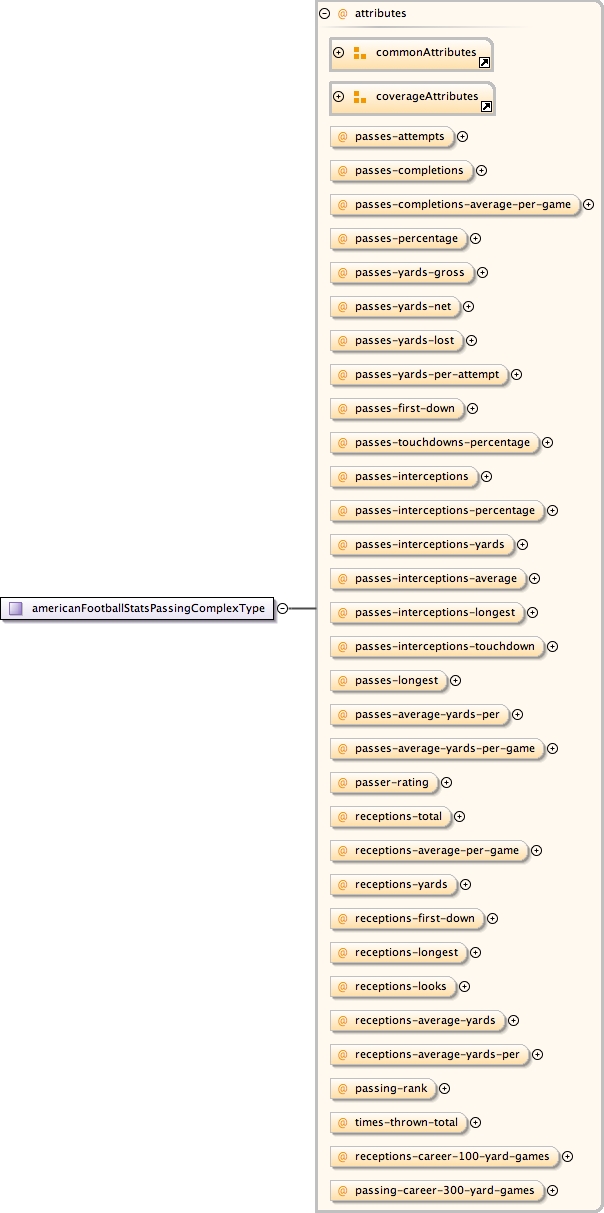 @ attributes
commonAttributes
coverageAttributes
@ passes-attempts
@ passes-completions
@ passes-completions-average-per-game
@ passes-percentage
@ passes-yards-gross
@ passes-yards-net
@ passes-yards-lost
@ passes-yards-per-attempt
@ passes-first-down
@ passes-touchdowns-percentage
@ passes-interceptions
@ passes-interceptions-percentage
@ passes-interceptions-yards
@ passes-interceptions-average
americanFootballStatsPassingComplexType
@ passes-interceptions-longest
@ passes-interceptions-touchdown
@ passes-longest
@ passes-average-yards-per
@ passes-average-yards-per-game
@ passer-rating
@ receptions-total
@ receptions-average-per-game
@ receptions-yards
@ receptions-first-down
@ receptions-longest
@ receptions-looks
@ receptions-average-yards
@ receptions-average-yards-per
@ passing-rank
@ times-thrown-total
@ receptions-career-100-yard-games
@ passing-career-300-yard-games